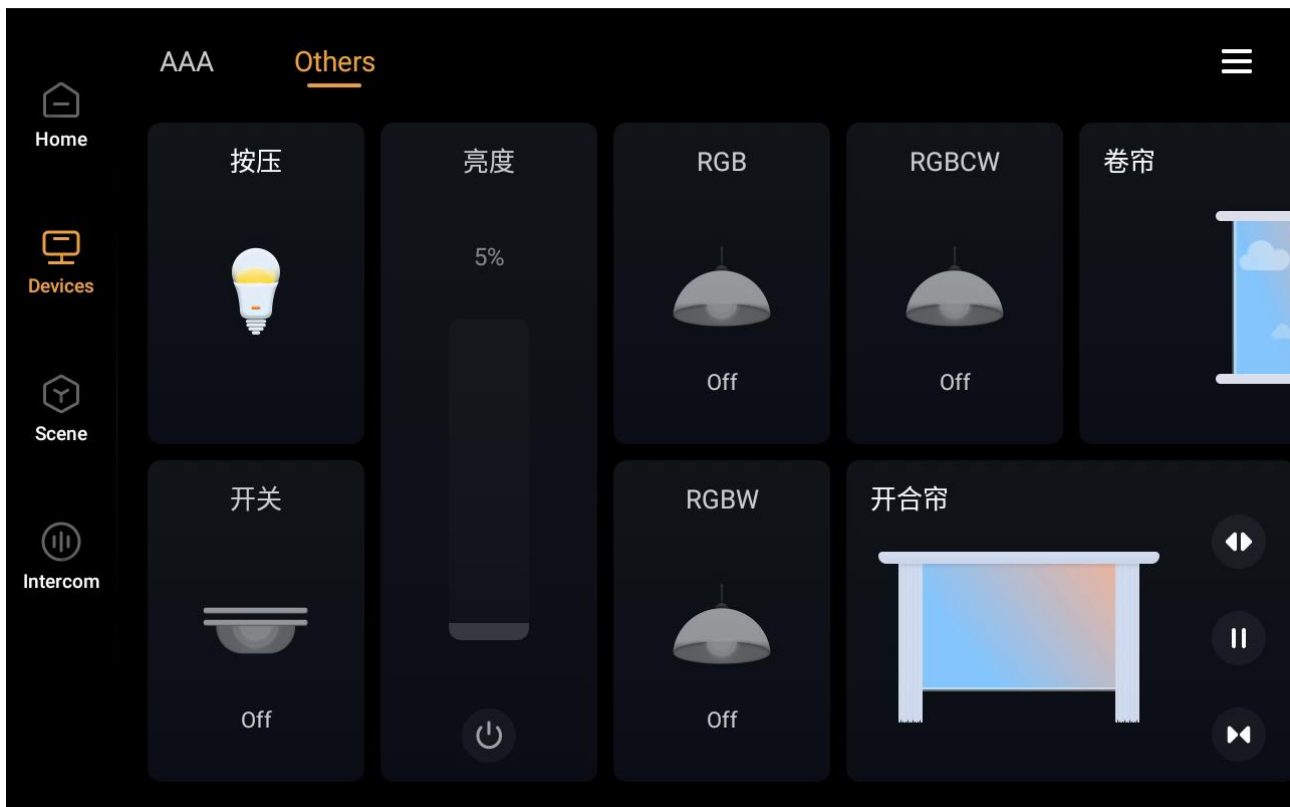 AAA
Others
Home
Devices
Scene
Intercom
按压
亮度
5%
RGB
Off
RGBCW
Off
卷帘
开关
Off
RGBW
Off
开合帘